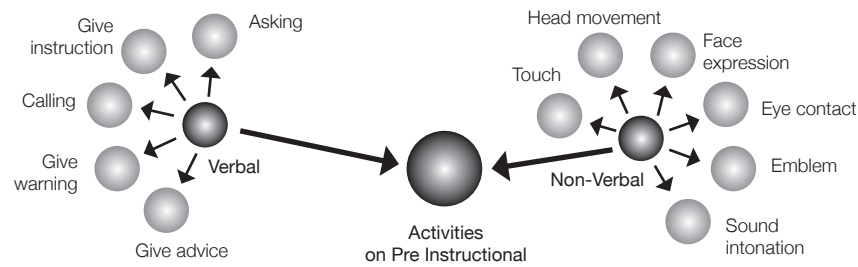 Give
instruction
Asking
Calling
Give
warning
Verbal
Give advice
Activities
on Pre Instructional
Head movement
Touch
Face
expression
Eye contact
Non-Verbal
Emblem
Sound
intonation